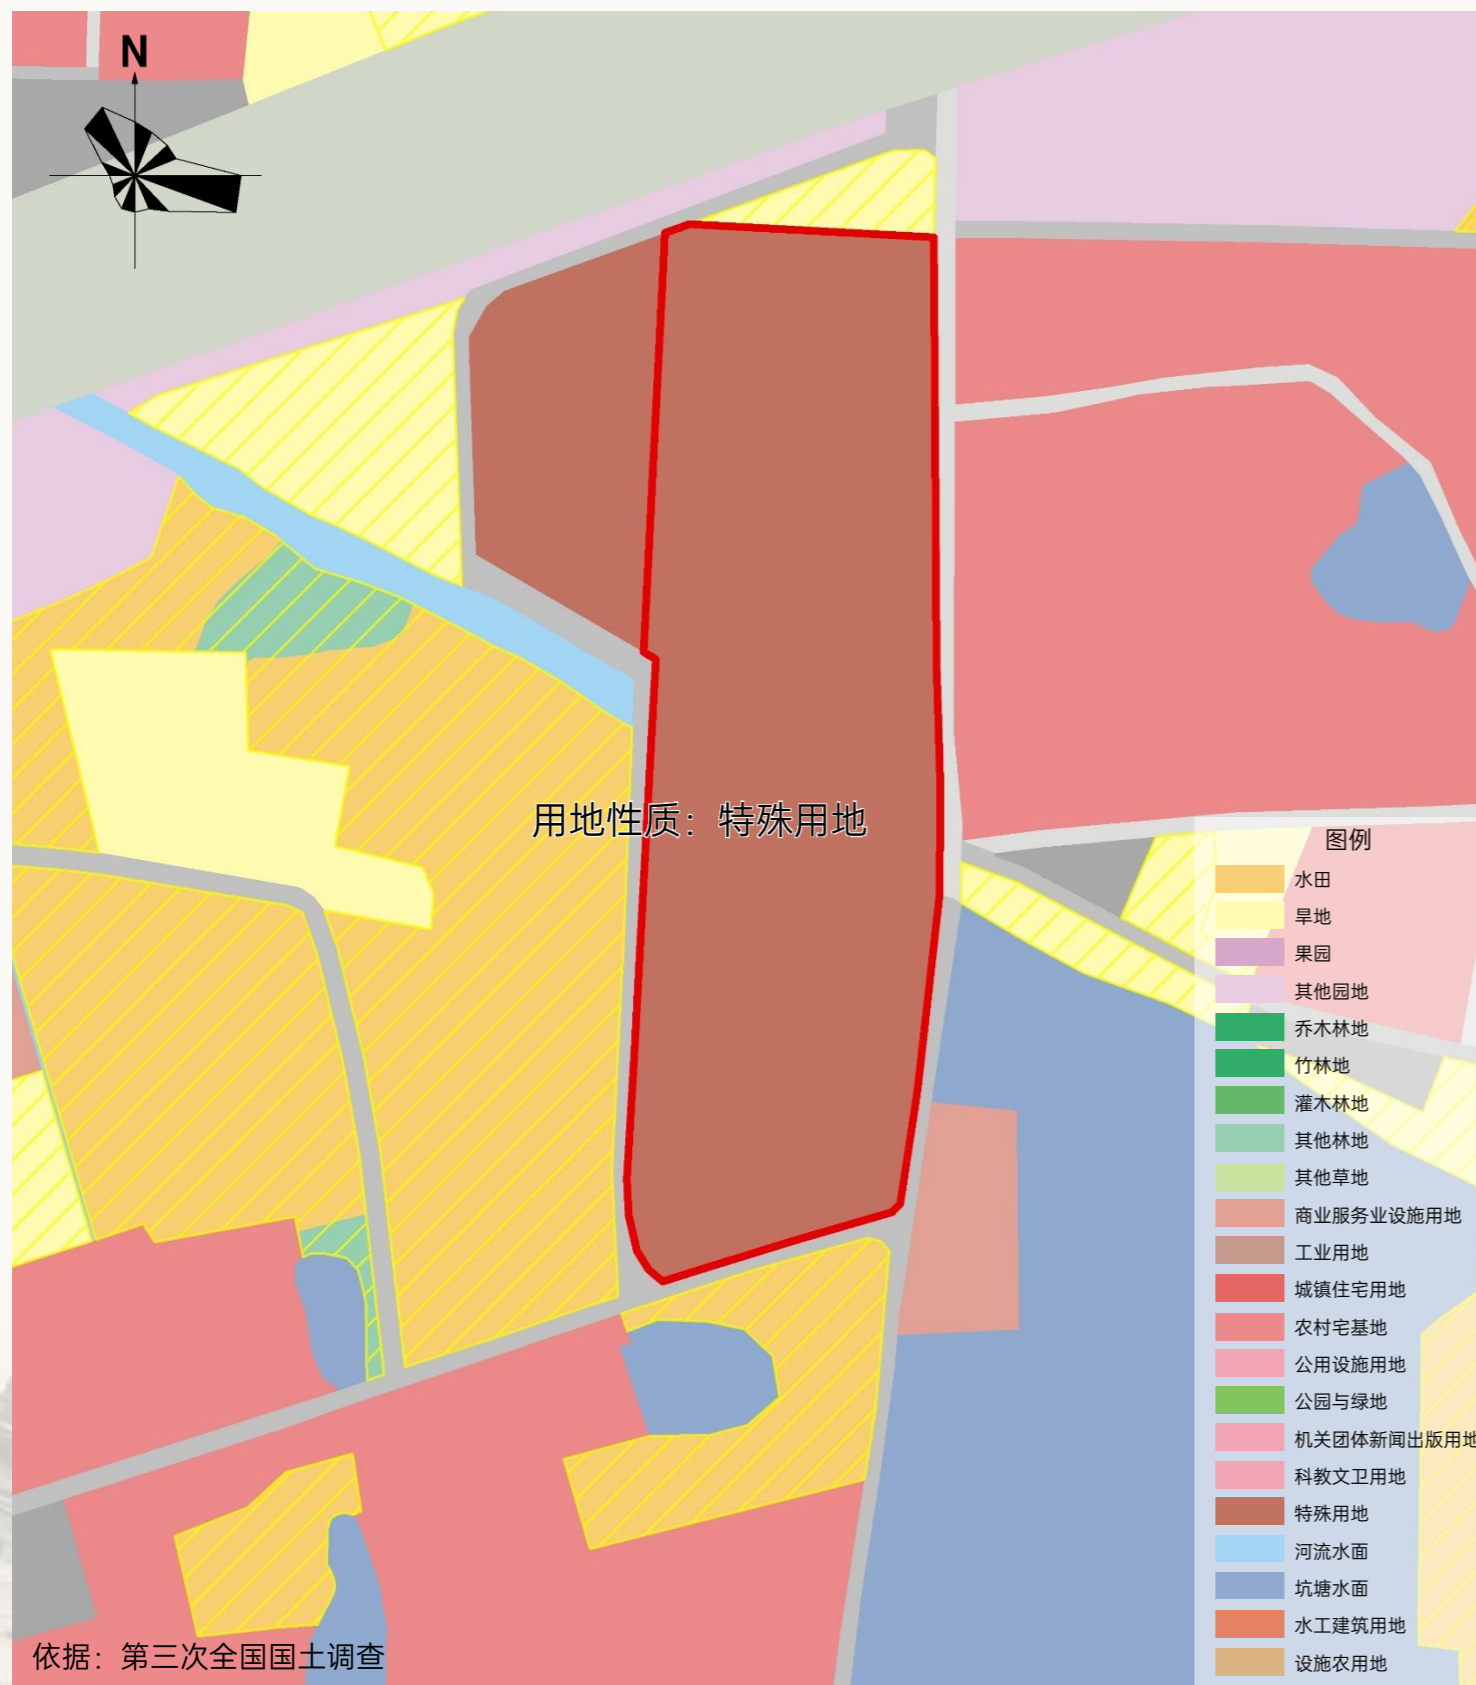 N
用地性质：特殊用地
图例
水田
旱地
果园
其他园地
乔木林地
竹林地
灌木林地
其他林地
其他草地
商业服务业设施用地
工业用地
城镇住宅用地
农村宅基地
公用设施用地
公园与绿地
机关团体新闻出版用地
科教文卫用地
特殊用地
河流水面
坑塘水面
水工建筑用地
设施农用地
依据：第三次全国国土调查